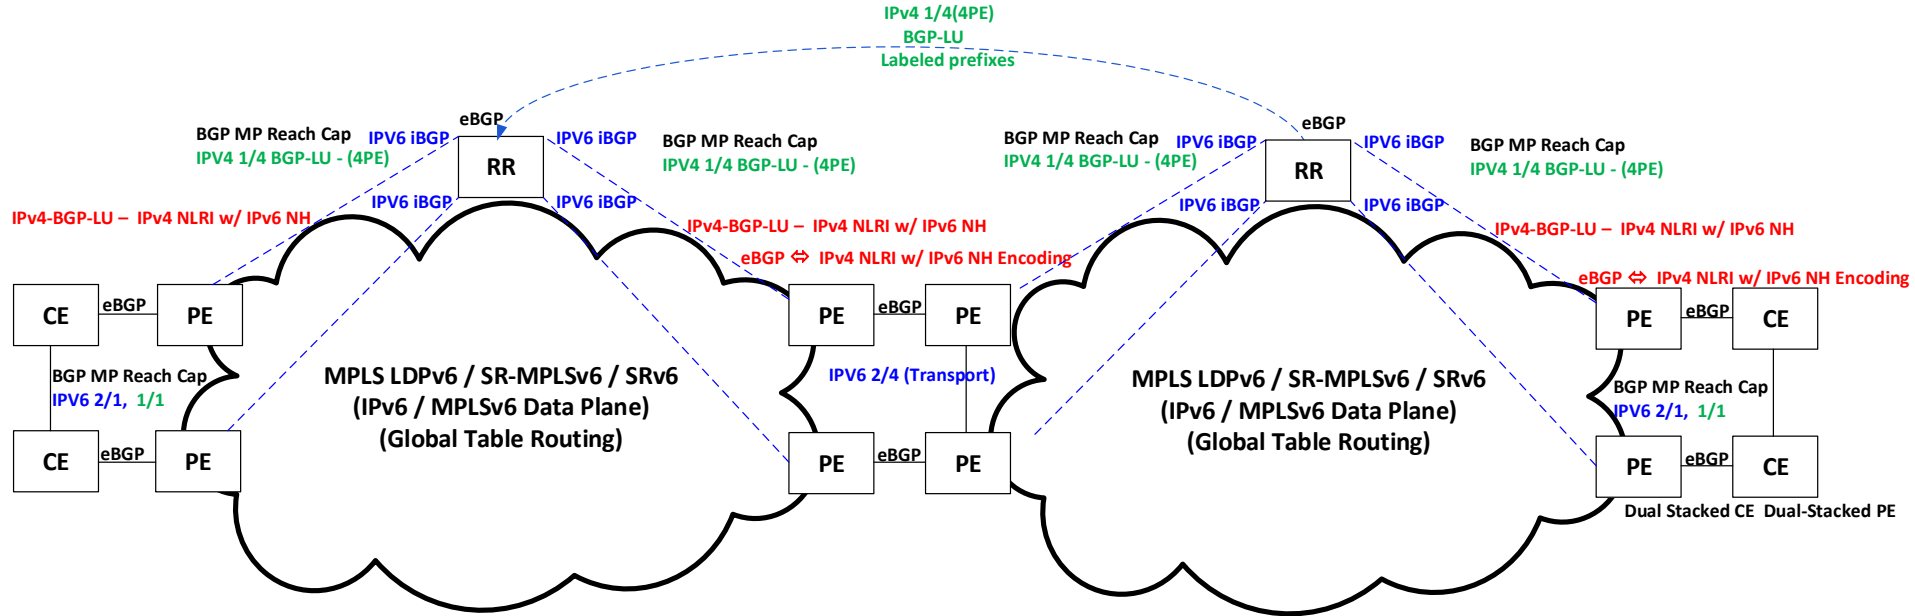 IPv4 1/4(4PE)
BGP-LU
Labeled prefixes
eBGP
eBGP
BGP MP Reach Cap
IPV4 1/4 BGP-LU - (4PE)
IPV6 iBGP
IPV6 iBGP
BGP MP Reach Cap
IPV4 1/4 BGP-LU - (4PE)
BGP MP Reach Cap
IPV4 1/4 BGP-LU - (4PE)
IPV6 iBGP
IPV6 iBGP
BGP MP Reach Cap
IPV4 1/4 BGP-LU - (4PE)
RR
RR
IPV6 iBGP
IPV6 iBGP
IPV6 iBGP
IPV6 iBGP
IPv4-BGP-LU – IPv4 NLRI w/ IPv6 NH
IPv4-BGP-LU – IPv4 NLRI w/ IPv6 NH
IPv4-BGP-LU – IPv4 NLRI w/ IPv6 NH
eBGP ⇔ IPv4 NLRI w/ IPv6 NH Encoding
eBGP ⇔ IPv4 NLRI w/ IPv6 NH Encoding
CE
eBGP
PE
PE
eBGP
PE
PE
eBGP
CE
BGP MP Reach Cap
IPV6 2/1, 1/1
MPLS LDPv6 / SR-MPLSv6 / SRv6
(IPv6 / MPLSv6 Data Plane)
(Global Table Routing)
IPV6 2/4 (Transport)
MPLS LDPv6 / SR-MPLSv6 / SRv6
(IPv6 / MPLSv6 Data Plane)
(Global Table Routing)
BGP MP Reach Cap
IPV6 2/1, 1/1
CE
eBGP
PE
PE
eBGP
PE
PE
eBGP
CE
Dual Stacked CE Dual-Stacked PE